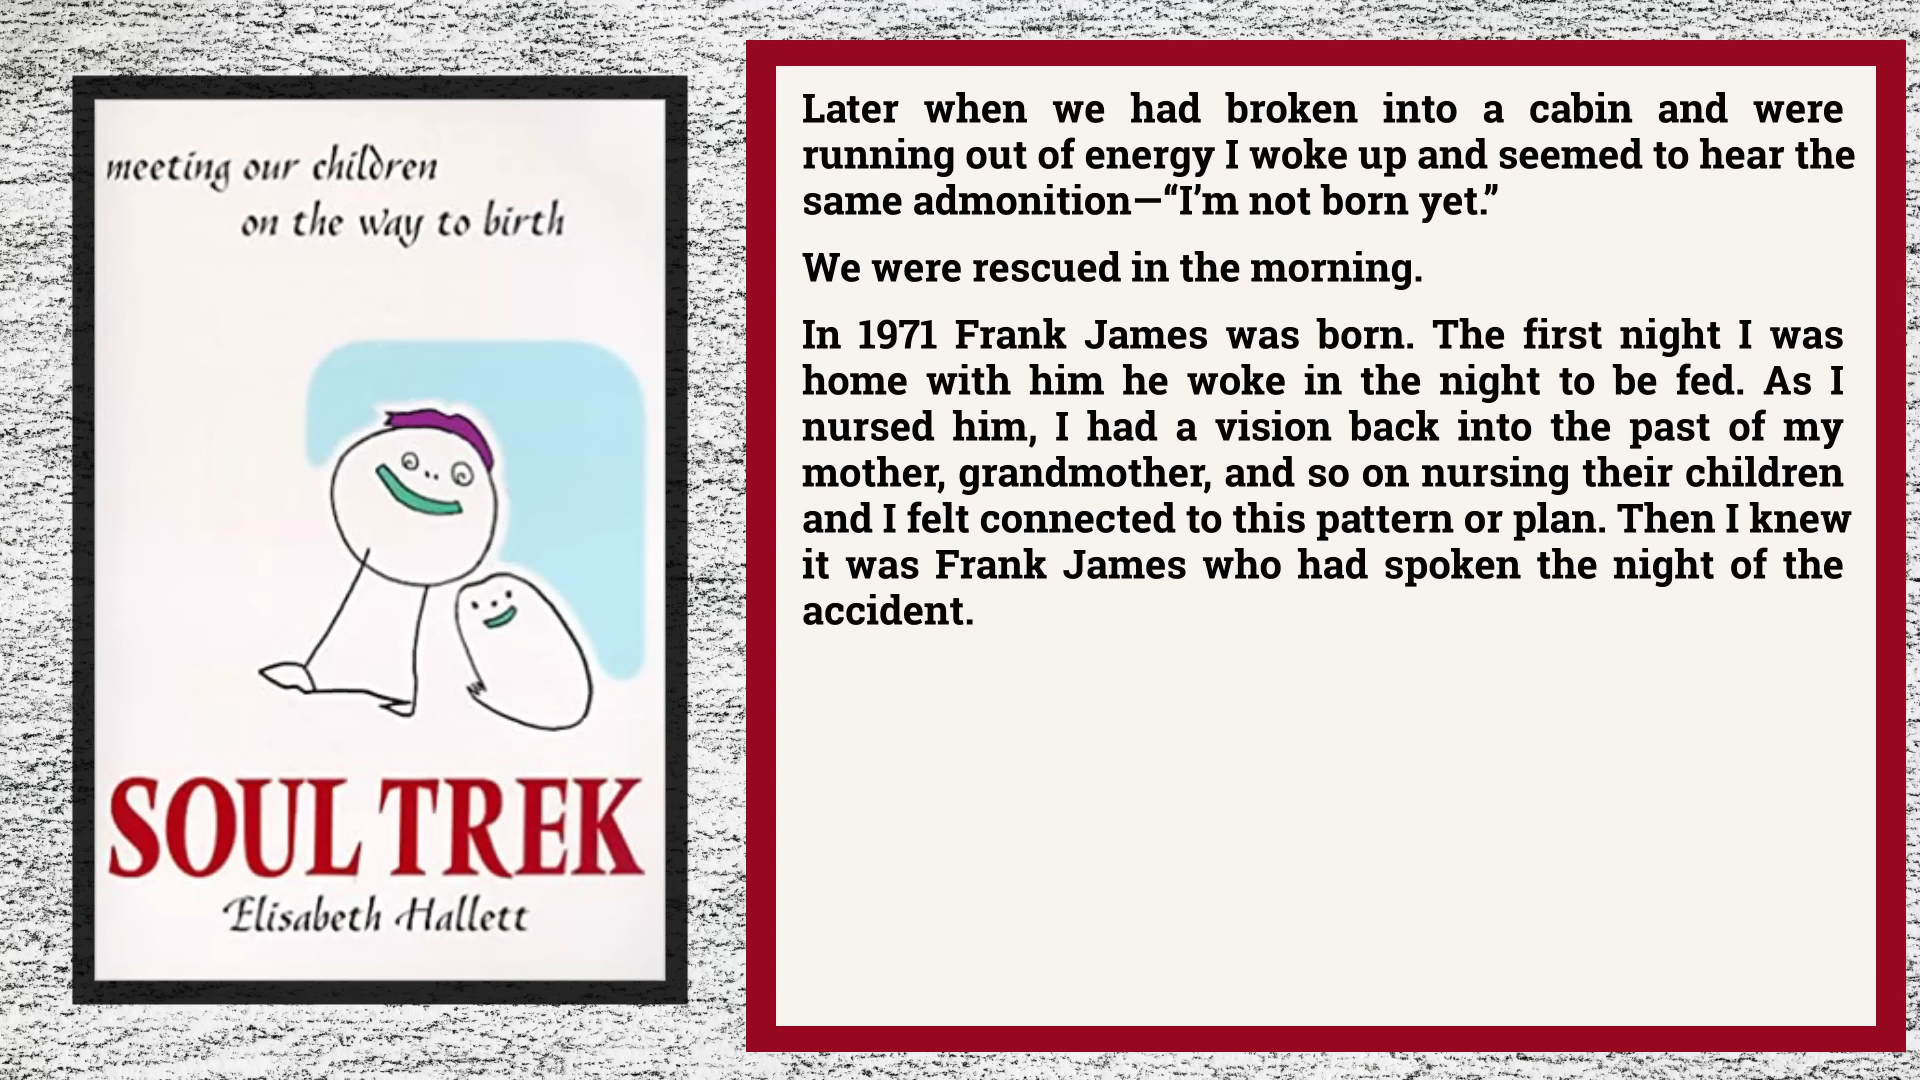 meeting our children
on the way to birth
SOUL TREK
Elisabeth Hallett
Later when we had broken into a cabin and were
running out of energy I woke up and seemed to hear the
same admonition—“I’m not born yet.”
We were rescued in the morning.
In 1971 Frank James was born. The first night I was
home with him he woke in the night to be fed. As I
nursed him, I had a vision back into the past of my
mother, grandmother, and so on nursing their children
and I felt connected to this pattern or plan. Then I knew
it was Frank James who had spoken the night of the
accident.